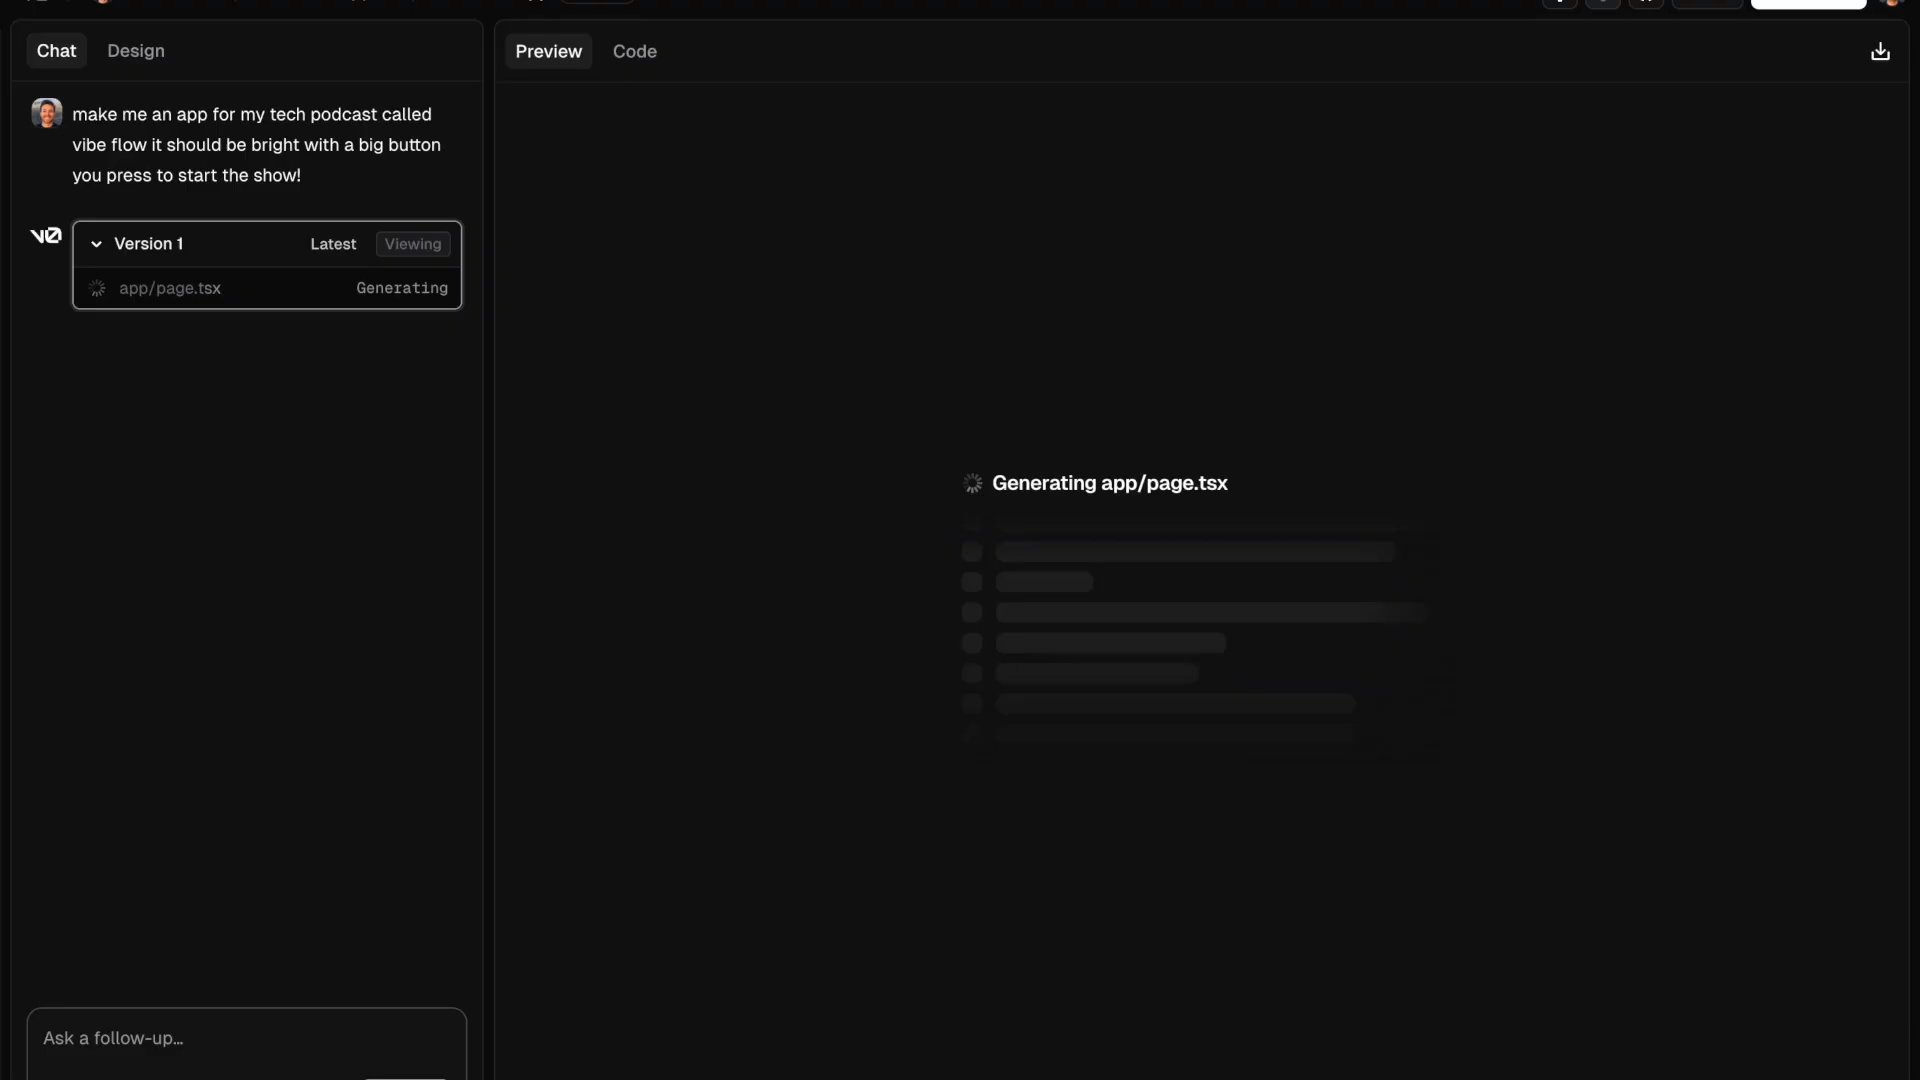 Chat Design
Preview Code
make me an app for my tech podcast called
vibe flow it should be bright with a big button
you press to start the show!
v0
Version 1 Latest Viewing
app/page.tsx Generating
Generating app/page.tsx
Ask a follow-up...